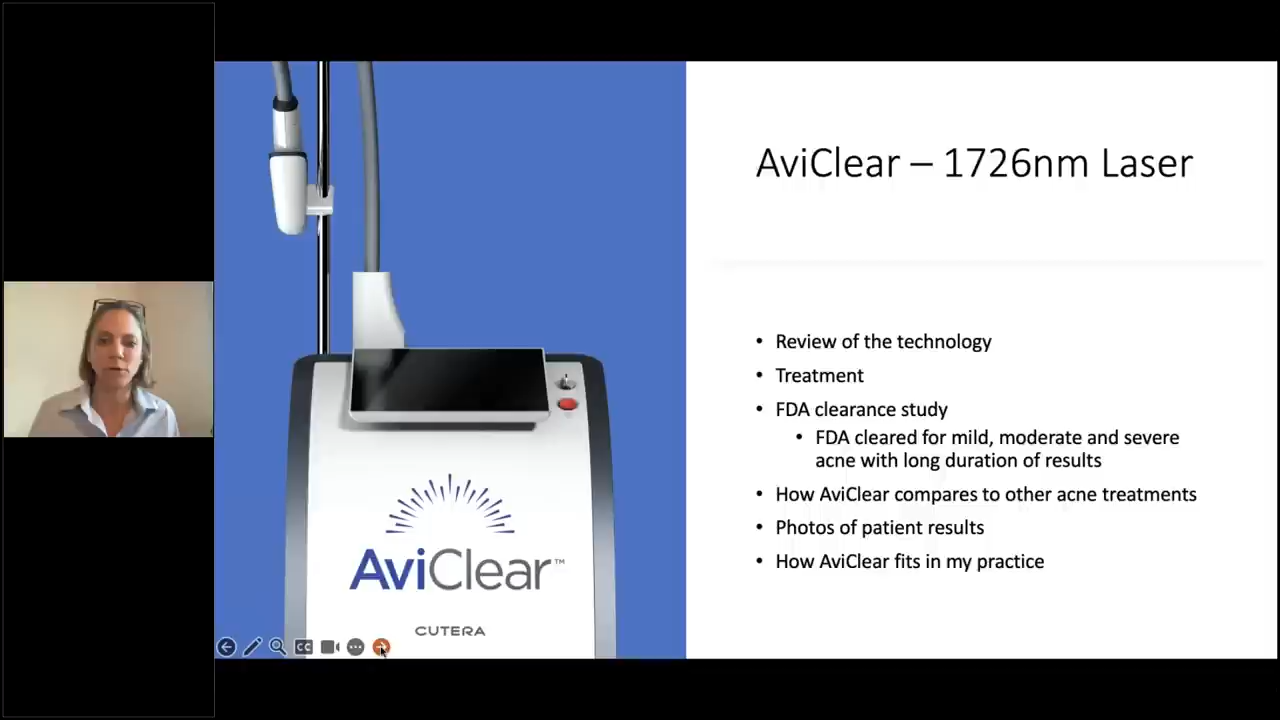 AviClear – 1726nm Laser
• Review of the technology
• Treatment
• FDA clearance study
• FDA cleared for mild, moderate and severe
acne with long duration of results
• How AviClear compares to other acne treatments
• Photos of patient results
• How AviClear fits in my practice
AviClear™
CUTERA
CC